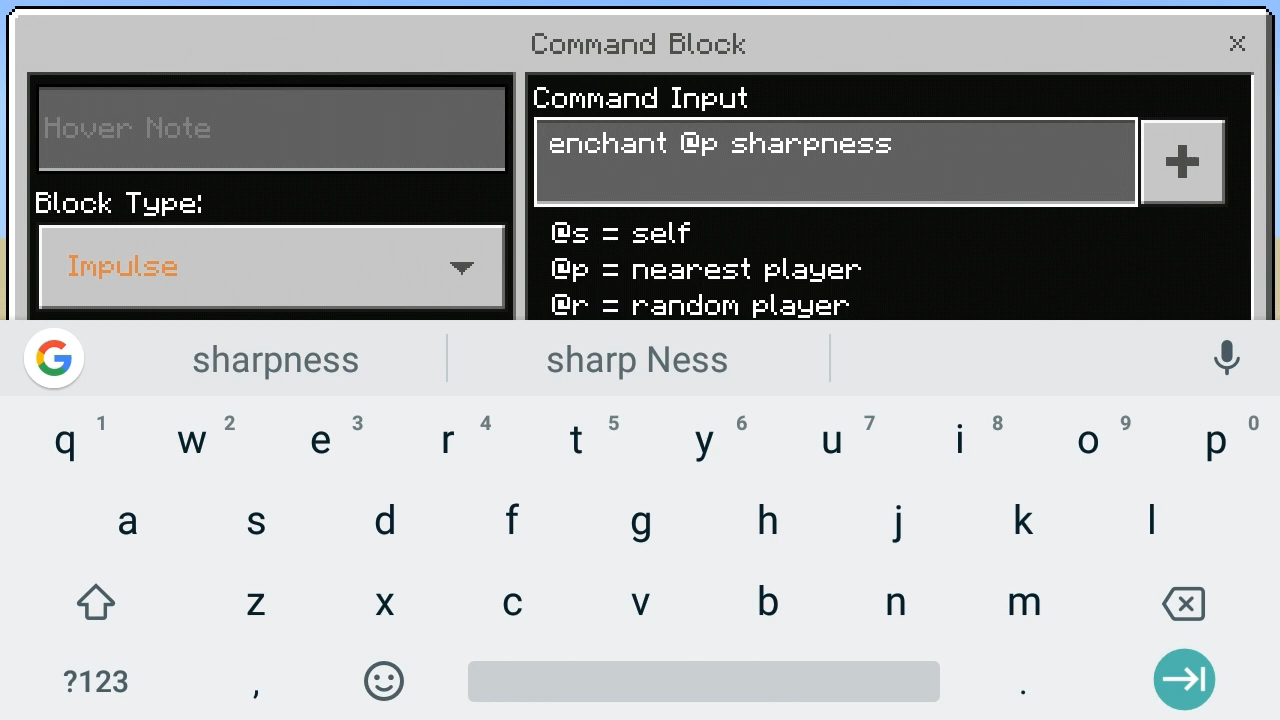 Command Block
×
Hover Note
Block Type:
Impulse
Command Input
enchant @p sharpness
+
@s = self
@p = nearest player
@r = random player
G
sharpness
sharp Ness
q 1 w 2 e 3 r 4 t 5 y 6 u 7 i 8 o 9 p 0
a s d f g h j k l
z x c v b n m
?123 , .